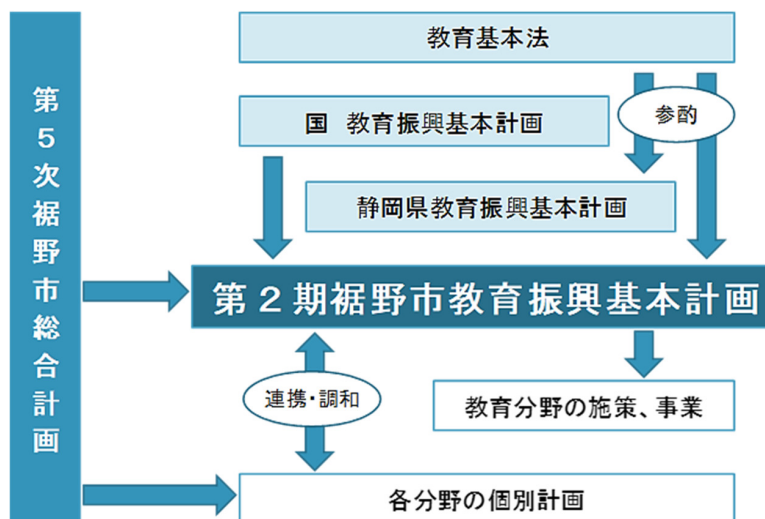 第5次裾野市総合計画
教育基本法
参酌
国 教育振興基本計画
静岡県教育振興基本計画
第2期裾野市教育振興基本計画
連携・調和
教育分野の施策、事業
各分野の個別計画